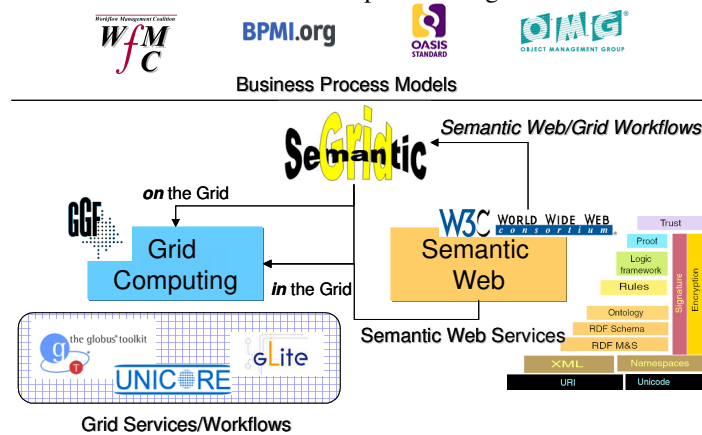 Workflow Management Coalition
WfMC
BPMI.org
OASIS
STANDARD
OMG®
OBJECT MANAGEMENT GROUP
Business Process Models
Semantic Grid
Semantic Web/Grid Workflows
on the Grid
GGF
W3C WORLD WIDE WEB
consortium®
Grid
Computing
Semantic
Web
in the Grid
Semantic Web Services
Trust
Proof
Logic
framework
Rules
Signature
Encryption
Ontology
RDF Schema
RDF M&S
XML
Namespaces
URI
Unicode
the globus® toolkit
g
T
UNICORE
gLite
Grid Services/Workflows